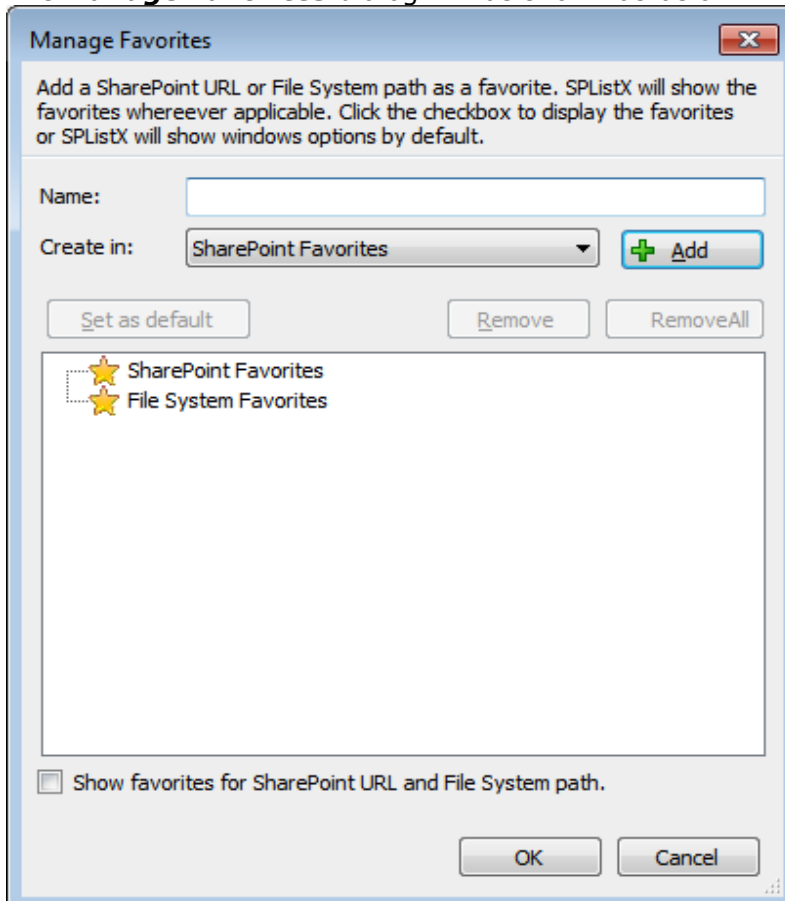 Manage Favorites
Add a SharePoint URL or File System path as a favorite. SPListX will show the
favorites whereever applicable. Click the checkbox to display the favorites
or SPListX will show windows options by default.
Name:
Create in: SharePoint Favorites Add
Set as default Remove RemoveAll
SharePoint Favorites
File System Favorites
Show favorites for SharePoint URL and File System path.
OK Cancel